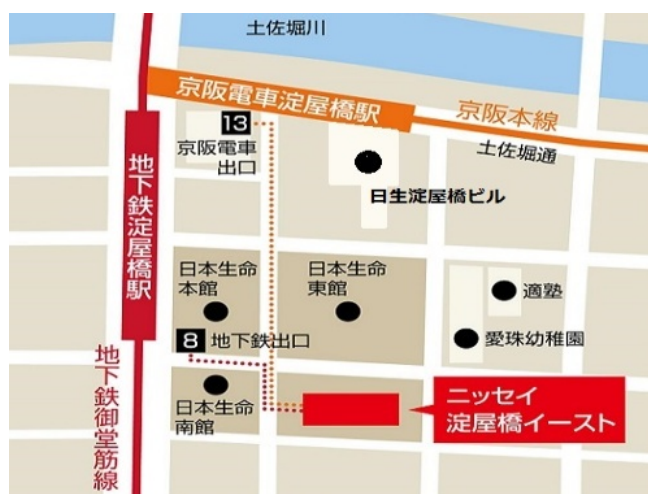 土佐堀川
京阪電車淀屋橋駅
京阪本線
土佐堀通
13
京阪電車
出口
日生淀屋橋ビル
地下鉄淀屋橋駅
日本生命
本館
日本生命
東館
適塾
8 地下鉄出口
愛珠幼稚園
日本生命
南館
ニッセイ
淀屋橋イースト
地下鉄御堂筋線